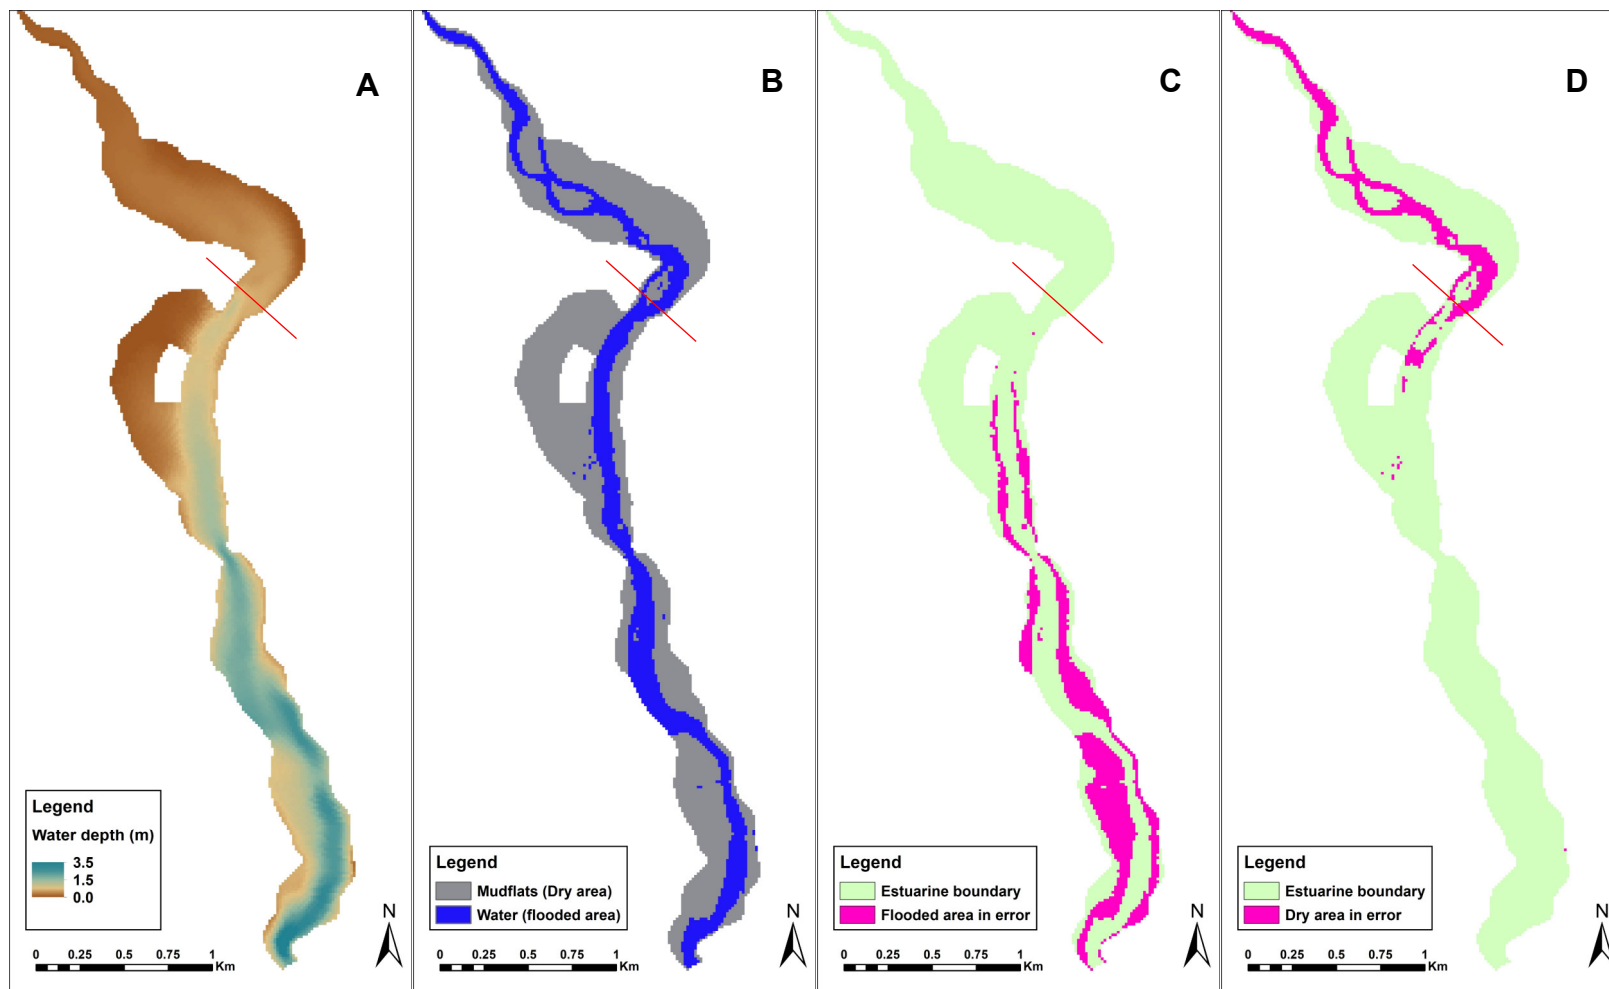 A
Legend
Water depth (m)
3.5
1.5
0.0
N
0 0.25 0.5 0.75 1
Km
B
Legend
Mudflats (Dry area)
Water (flooded area)
N
0 0.25 0.5 0.75 1
Km
C
Legend
Estuarine boundary
Flooded area in error
N
0 0.25 0.5 0.75 1
Km
D
Legend
Estuarine boundary
Dry area in error
N
0 0.25 0.5 0.75 1
Km